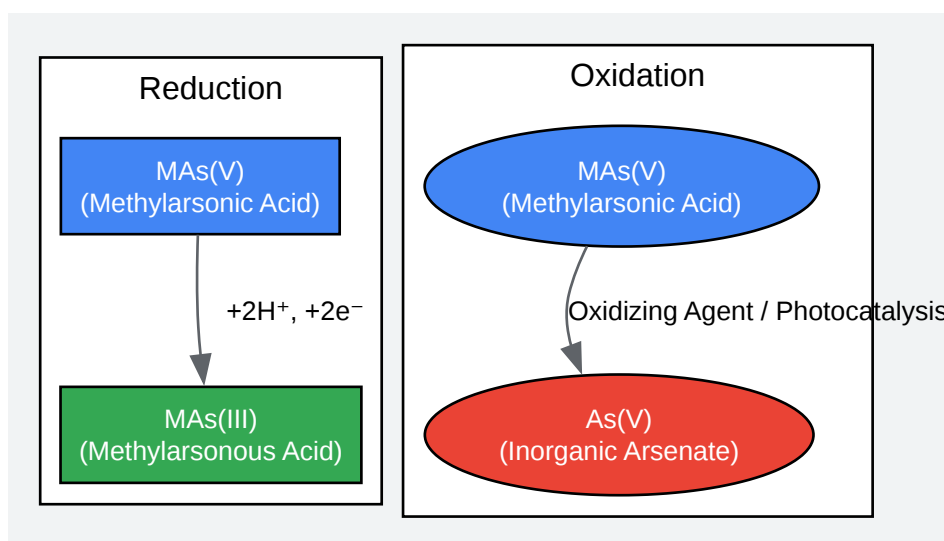 Reduction
MAs(V)
(Methylarsonic Acid)
+2H⁺, +2e⁻
MAs(III)
(Methylarsonous Acid)
Oxidation
MAs(V)
(Methylarsonic Acid)
Oxidizing Agent / Photocatalysis
As(V)
(Inorganic Arsenate)